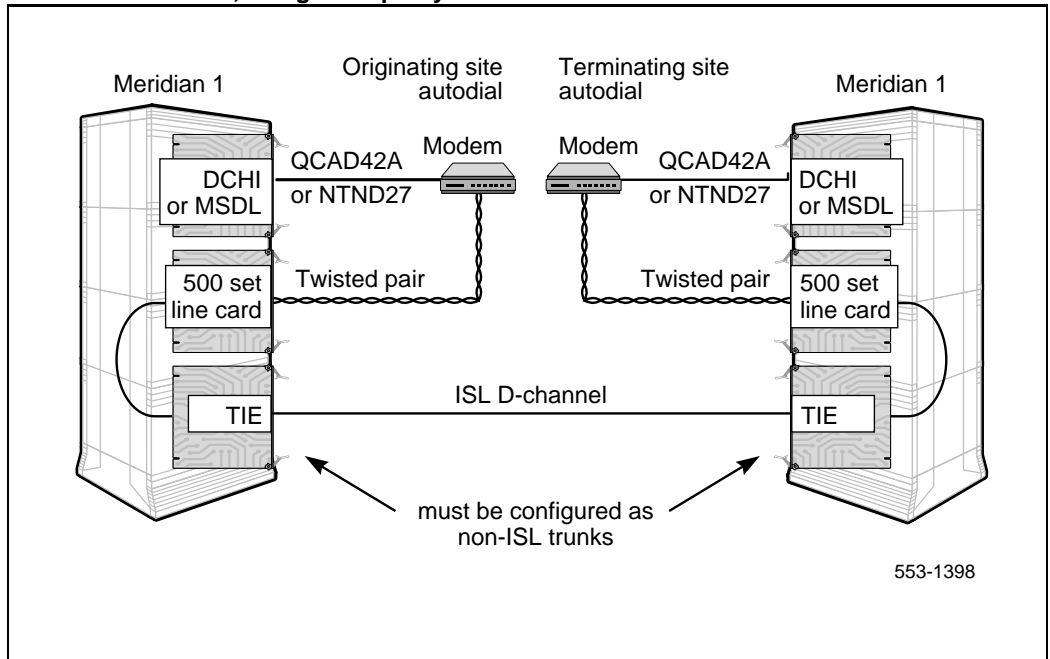 Meridian 1
Originating site
autodial
Terminating site
autodial
Meridian 1
Modem
Modem
QCAD42A
or NTND27
QCAD42A
or NTND27
DCHI
or MSDL
DCHI
or MSDL
Twisted pair
Twisted pair
500 set
line card
500 set
line card
ISL D-channel
TIE
TIE
must be configured as
non-ISL trunks
553-1398